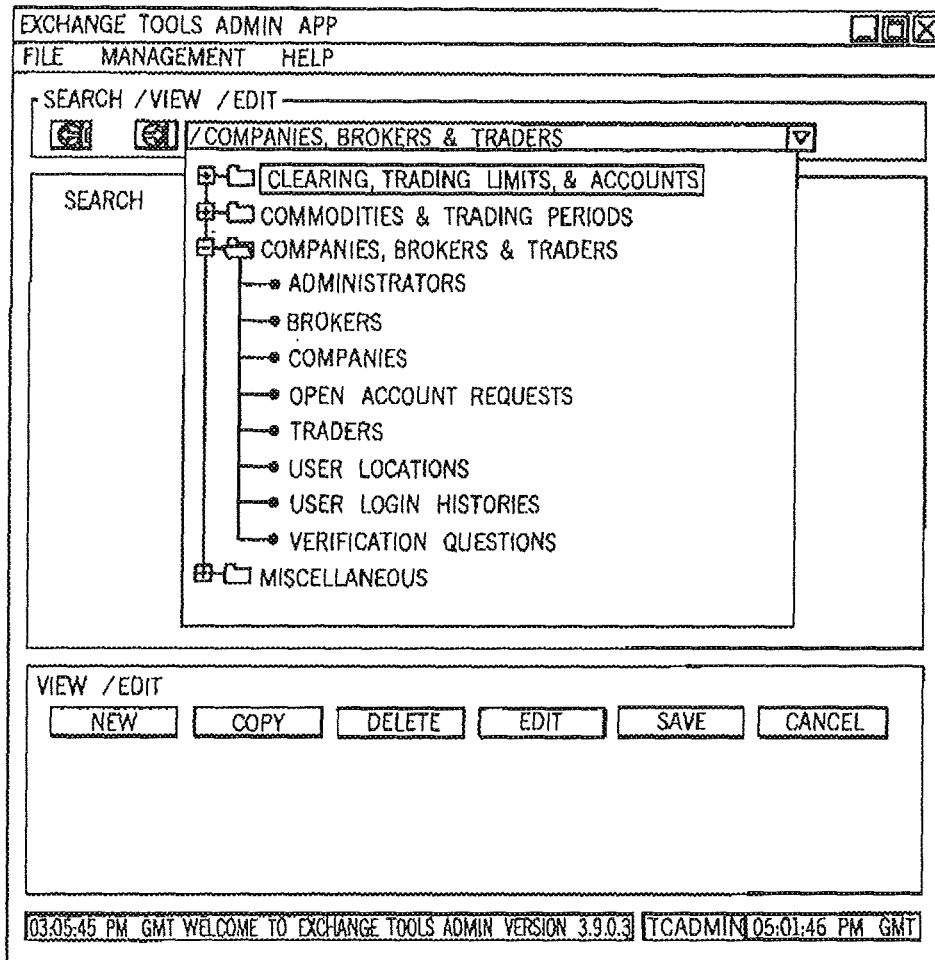 EXCHANGE TOOLS ADMIN APP
FILE MANAGEMENT HELP
SEARCH /VIEW /EDIT
/COMPANIES, BROKERS & TRADERS
SEARCH
CLEARING, TRADING LIMITS, & ACCOUNTS
COMMODITIES & TRADING PERIODS
COMPANIES, BROKERS & TRADERS
ADMINISTRATORS
BROKERS
COMPANIES
OPEN ACCOUNT REQUESTS
TRADERS
USER LOCATIONS
USER LOGIN HISTORIES
VERIFICATION QUESTIONS
MISCELLANEOUS
VIEW /EDIT
NEW COPY DELETE EDIT SAVE CANCEL
03:05:45 PM GMT WELCOME TO EXCHANGE TOOLS ADMIN VERSION 3.9.0.3 TCADMIN 05:01:46 PM GMT